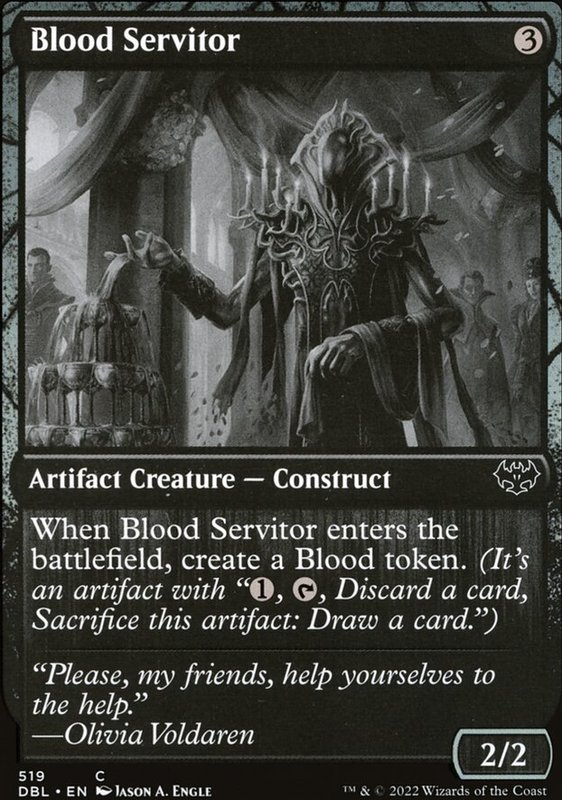 Blood Servitor 3
Artifact Creature — Construct
When Blood Servitor enters the
battlefield, create a Blood token. (It's
an artifact with “1, T, Discard a card,
Sacrifice this artifact: Draw a card.”)
“Please, my friends, help yourselves to
the help.”
—Olivia Voldaren
2/2
519 C
DBL • EN Jason A. Engle
™ & © 2022 Wizards of the Coast